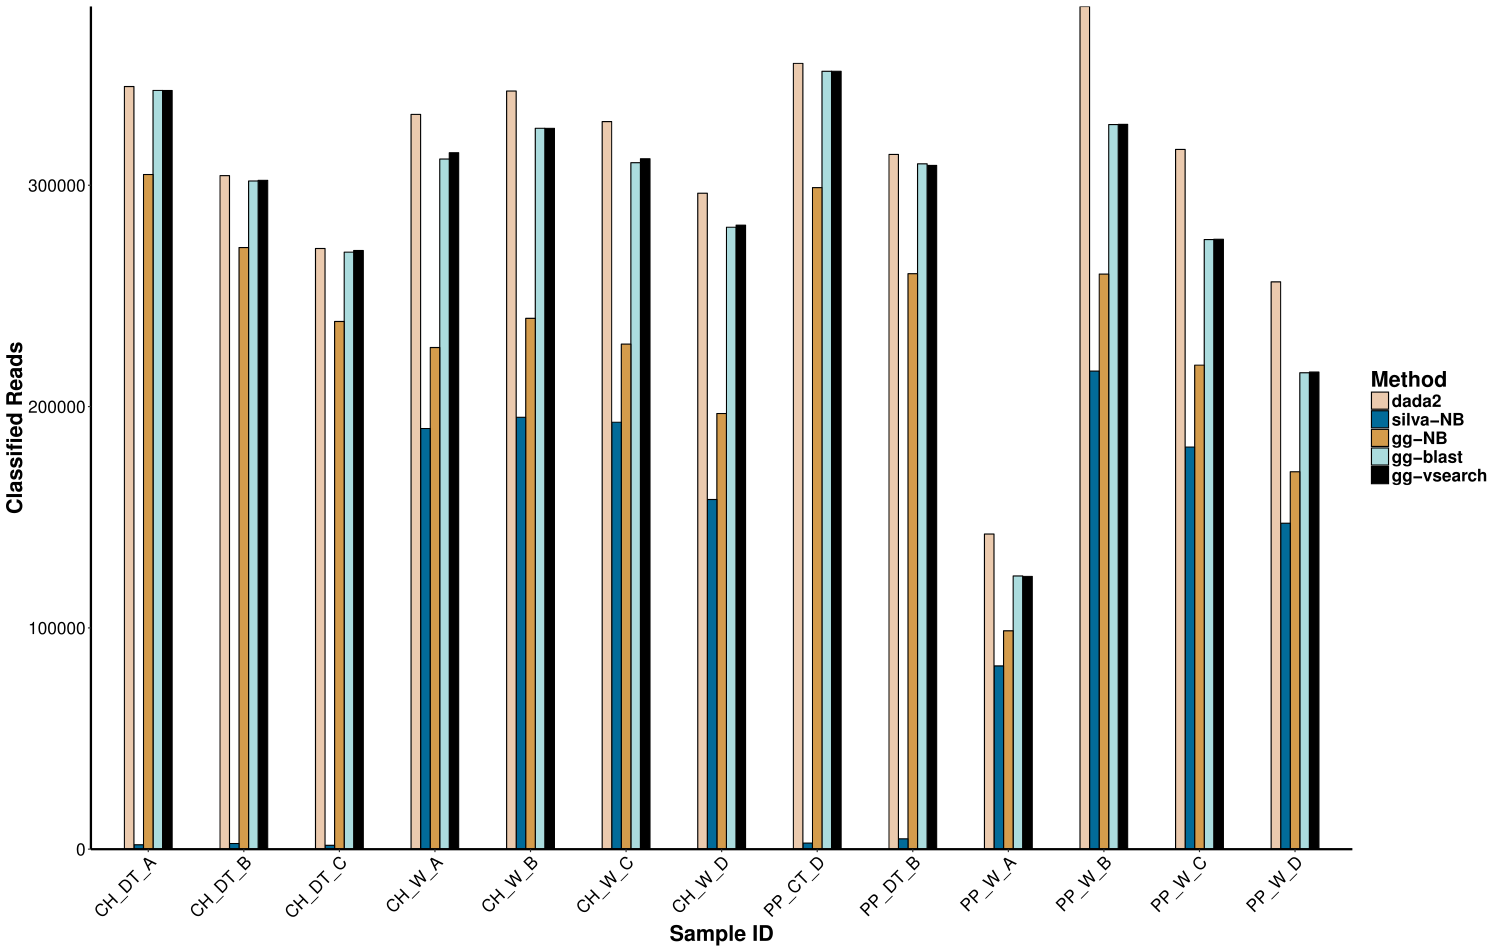 Classified Reads
300000
200000
100000
0
CH_DT_A
CH_DT_B
CH_DT_C
CH_W_A
CH_W_B
CH_W_C
CH_W_D
PP_CT_D
PP_DT_B
PP_W_A
PP_W_B
PP_W_C
PP_W_D
Sample ID
Method
dada2
silva−NB
gg−NB
gg−blast
gg−vsearch